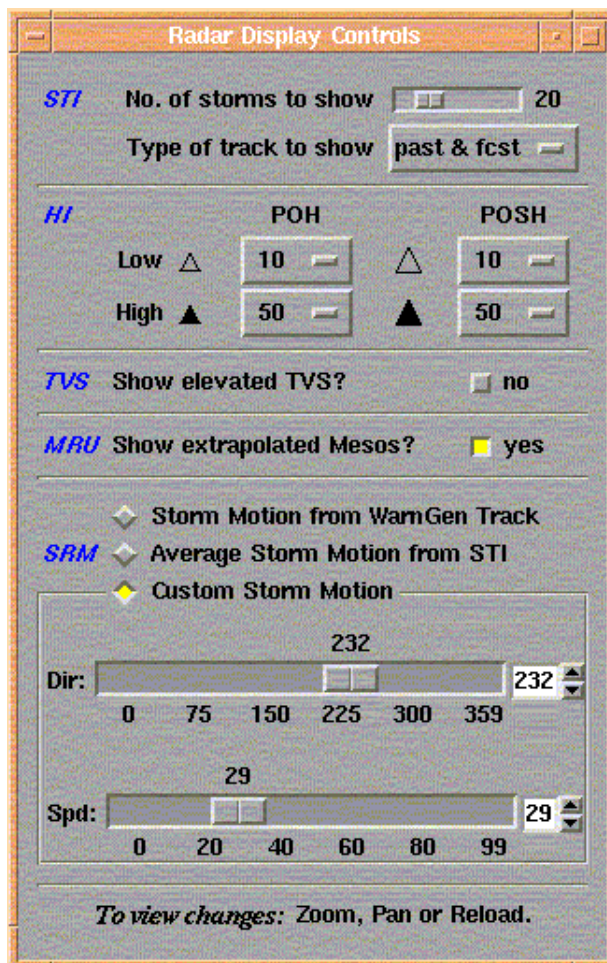 Radar Display Controls
STI No. of storms to show 20
Type of track to show past & fcst
HI POH POSH
Low 10 10
High 50 50
TVS Show elevated TVS? no
MRU Show extrapolated Mesos? yes
Storm Motion from WarnGen Track
SRM Average Storm Motion from STI
Custom Storm Motion
232
Dir: 232
0 75 150 225 300 359
29
Spd: 29
0 20 40 60 80 99
To view changes: Zoom, Pan or Reload.